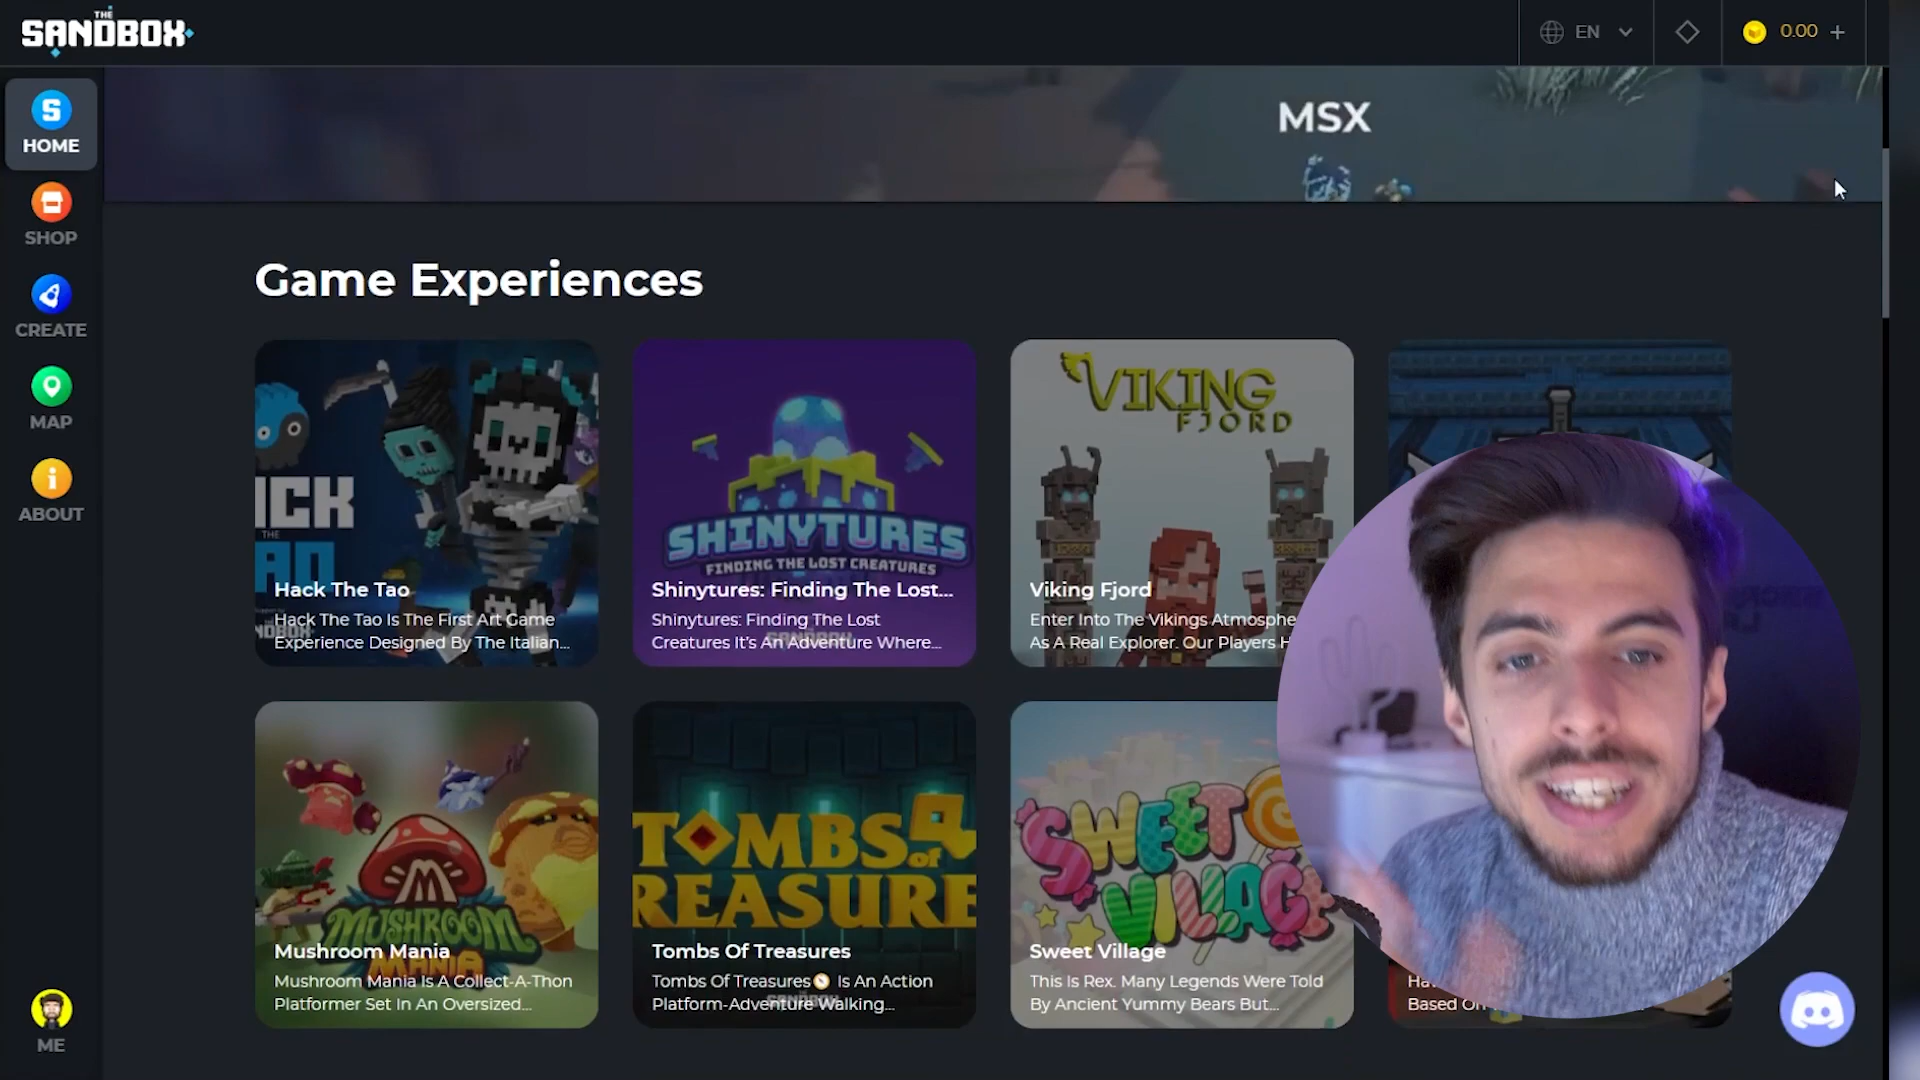 THE
SANDBOX
EN
0.00
HOME
SHOP
CREATE
MAP
ABOUT
ME
MSX
Game Experiences
Hack The Tao
Hack The Tao Is The First Art Game
Experience Designed By The Italian...
SHINYTURES
FINDING THE LOST CREATURES
Shinytures: Finding The Lost...
Shinytures: Finding The Lost
Creatures It's An Adventure Where...
VIKING
FJORD
Viking Fjord
Enter Into The Vikings Atmosphe
As A Real Explorer. Our Players H
MUSHROOM
MANIA
Mushroom Mania
Mushroom Mania Is A Collect-A-Thon
Platformer Set In An Oversized...
TOMBS of
TREASURE
Tombs Of Treasures
Tombs Of Treasures🧭 Is An Action
Platform-Adventure Walking...
SWEET
VILLAGE
Sweet Village
This Is Rex. Many Legends Were Told
By Ancient Yummy Bears But...
Based On